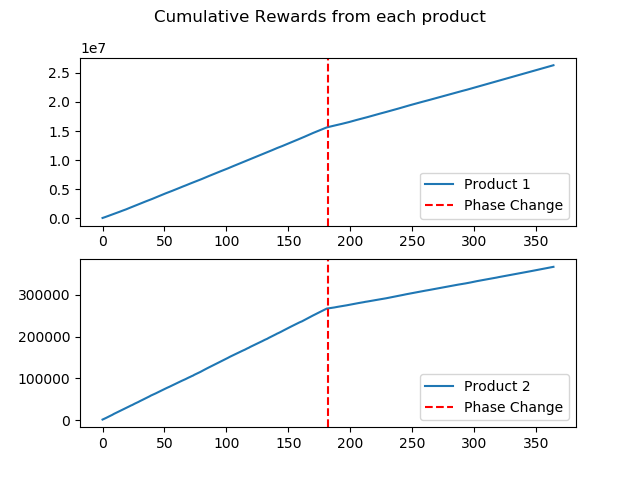 Cumulative Rewards from each product
1e7
2.5
2.0
1.5
1.0
0.5
0.0
Product 1
Phase Change
0 50 100 150 200 250 300 350
300000
200000
100000
0
Product 2
Phase Change
0 50 100 150 200 250 300 350